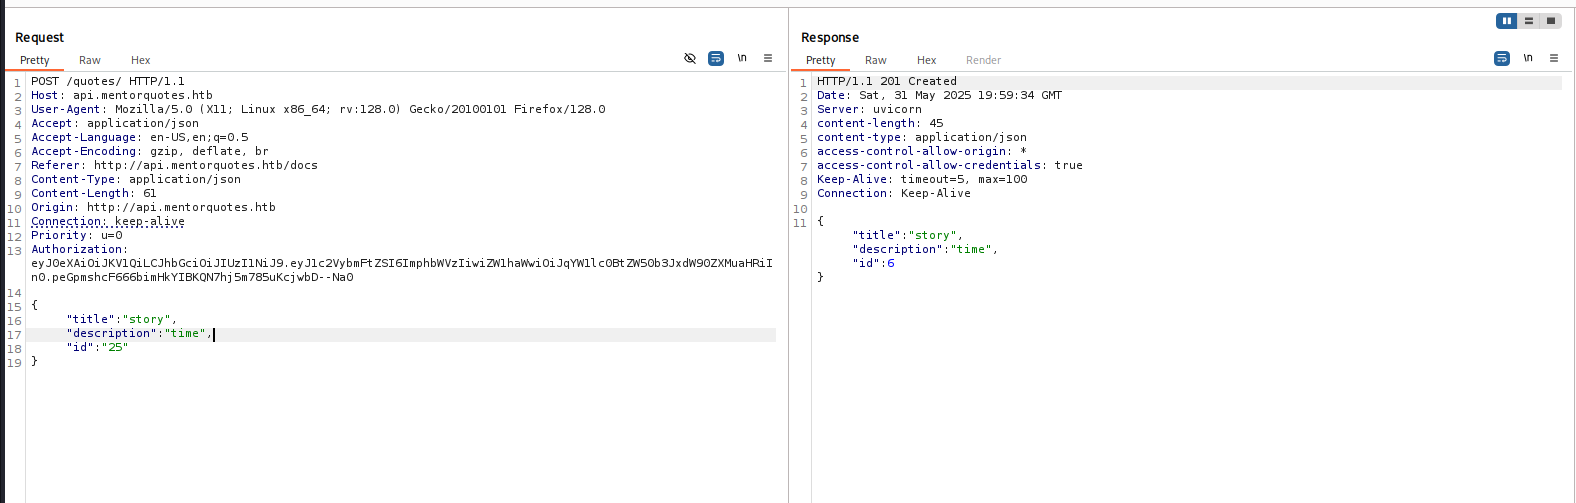 Request
Pretty Raw Hex
\n
1 POST /quotes/ HTTP/1.1
2 Host: api.mentorquotes.htb
3 User-Agent: Mozilla/5.0 (X11; Linux x86_64; rv:128.0) Gecko/20100101 Firefox/128.0
4 Accept: application/json
5 Accept-Language: en-US,en;q=0.5
6 Accept-Encoding: gzip, deflate, br
7 Referer: http://api.mentorquotes.htb/docs
8 Content-Type: application/json
9 Content-Length: 61
10 Origin: http://api.mentorquotes.htb
11 Connection: keep-alive
12 Priority: u=0
13 Authorization:
eyJ0eXAiOiJKV1QiLCJhbGciOiJIUzI1NiJ9.eyJ1c2VybmFtZSI6ImphbWVzIiwiZW1haWwiOiJqYW1lc0BtZW50b3JxdW90ZXMuaHRiI
n0.peGpmshcF666bimHkYIBKQN7hj5m785uKcjwbD--Na0
14
15 {
16 "title":"story",
17 "description":"time",
18 "id":"25"
19 }
Response
Pretty Raw Hex Render
\n
1 HTTP/1.1 201 Created
2 Date: Sat, 31 May 2025 19:59:34 GMT
3 Server: uvicorn
4 content-length: 45
5 content-type: application/json
6 access-control-allow-origin: *
7 access-control-allow-credentials: true
8 Keep-Alive: timeout=5, max=100
9 Connection: Keep-Alive
10
11 {
"title":"story",
"description":"time",
"id":6
}